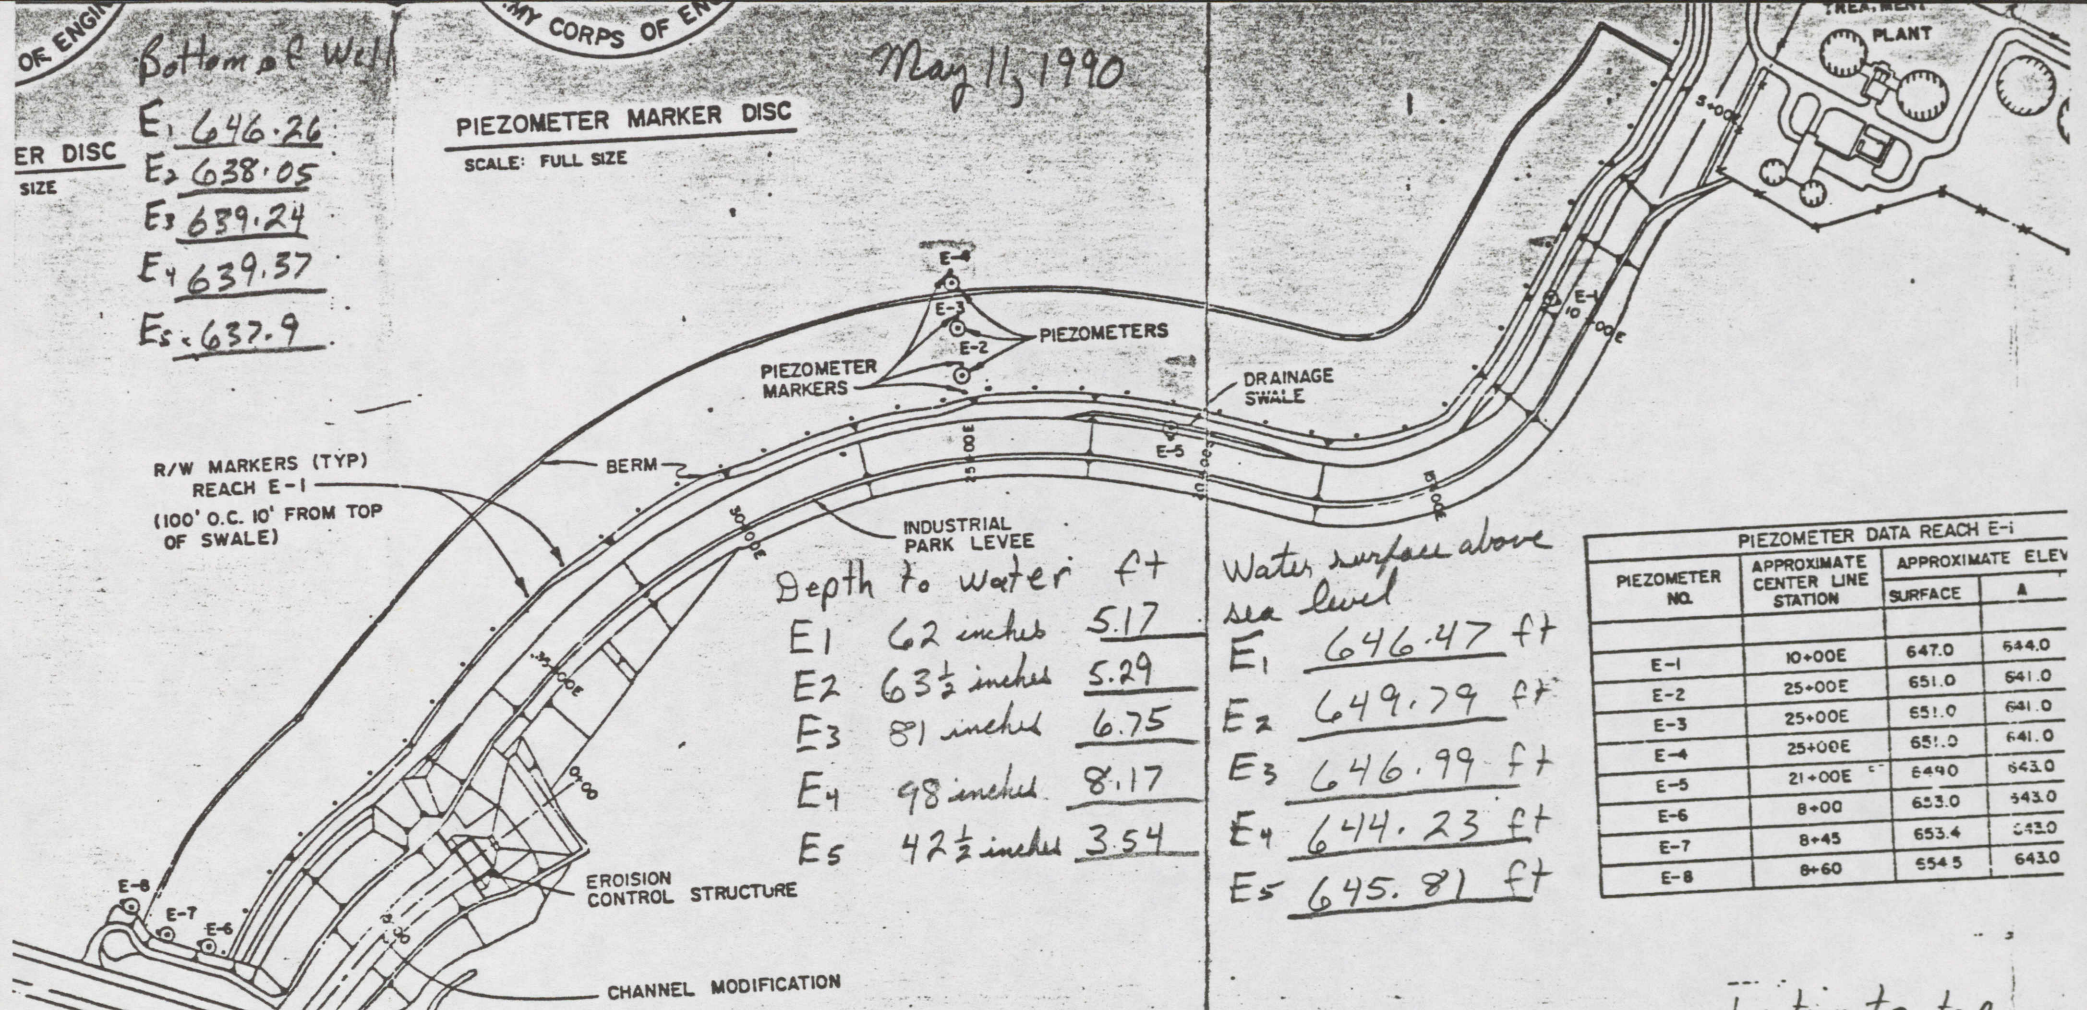 OF ENGIN
MY CORPS OF EN
Bottom of Well
E1 646.26
E2 638.05
E3 639.24
E4 639.37
E5 637.9
ER DISC
SIZE
PIEZOMETER MARKER DISC
SCALE: FULL SIZE
May 11, 1990
TREATMENT
PLANT
5+00E
E-4
E-3
E-2
PIEZOMETERS
PIEZOMETER
MARKERS
E-1
10+00E
DRAINAGE
SWALE
E-5
R/W MARKERS (TYP)
REACH E-1
(100' O.C. 10' FROM TOP
OF SWALE)
BERM
25+00E
20+00E
15+00E
30+00E
INDUSTRIAL
PARK LEVEE
35+00E
Depth to water ft
E1 62 inches 5.17
E2 63½ inches 5.29
E3 81 inches 6.75
E4 98 inches 8.17
E5 42½ inches 3.54
Water surface above
sea level
E1 646.47 ft
E2 649.79 ft
E3 646.99 ft
E4 644.23 ft
E5 645.81 ft
PIEZOMETER DATA REACH E-1
PIEZOMETER NO. APPROXIMATE CENTER LINE STATION APPROXIMATE ELEV
SURFACE A
E-1 10+00E 647.0 644.0
E-2 25+00E 651.0 641.0
E-3 25+00E 651.0 641.0
E-4 25+00E 651.0 641.0
E-5 21+00E 649.0 643.0
E-6 8+00 653.0 643.0
E-7 8+45 653.4 643.0
E-8 8+60 654.5 643.0
EROISION
CONTROL STRUCTURE
E-8
E-7
E-6
CHANNEL MODIFICATION